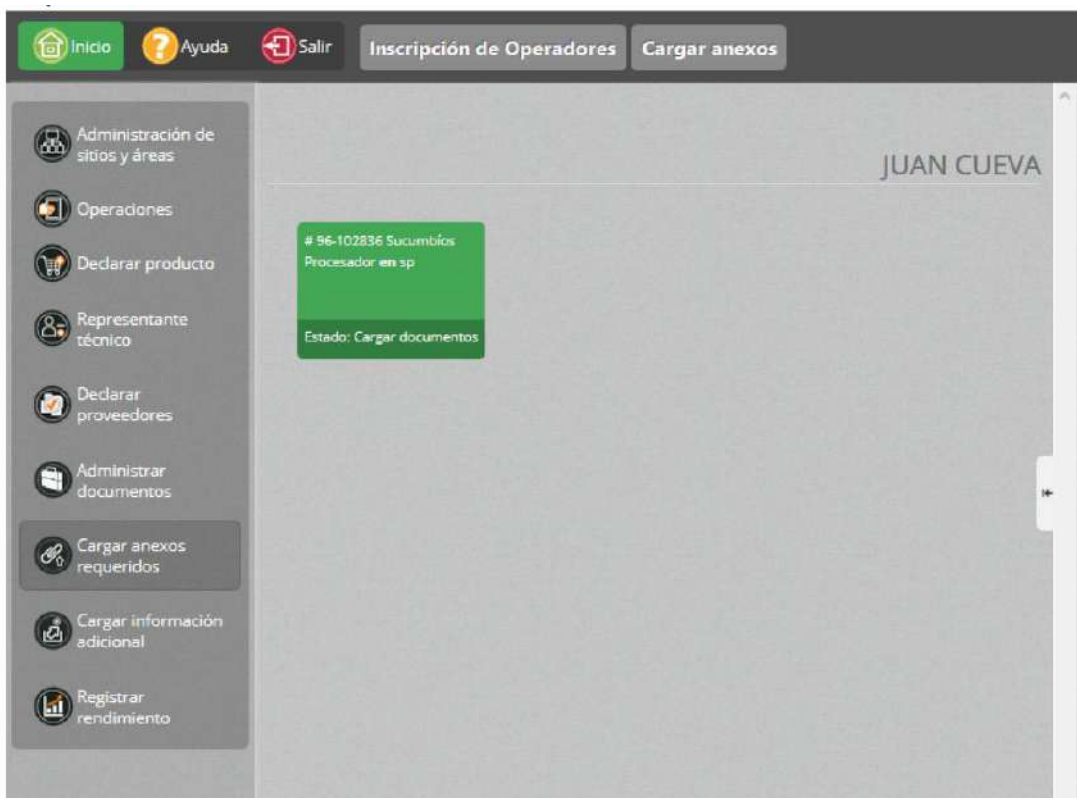 Inicio
Ayuda
Salir
Inscripción de Operadores
Cargar anexos
Administración de
sitios y áreas
Operaciones
Declarar producto
Representante
técnico
Declarar
proveedores
Administrar
documentos
Cargar anexos
requeridos
Cargar información
adicional
Registrar
rendimiento
JUAN CUEVA
# 96-102836 Sucumbíos
Procesador en sp
Estado: Cargar documentos